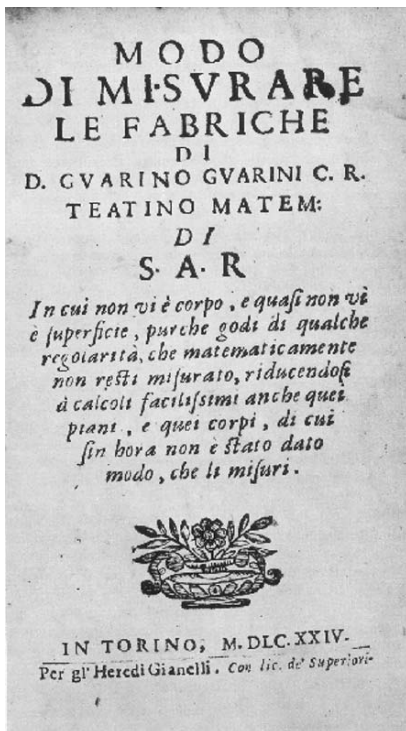 MODO
DI MI·SVRARE
LE FABRICHE
DI
D. GVARINO GVARINI C. R.
TEATINO MATEM:
DI
S. A. R
In cui non vi è corpo, e quaſi non vi
è ſuperficie, purche godi di qualche
regolarità, che matematicamente
non reſti miſurato, riducendoſi
à calcoli faciliſsimi anche quei
piani, e quei corpi, di cui
ſin hora non è ſtato dato
modo, che li miſuri.
IN TORINO, M. DLC. XXIV.
Per gl' Heredi Gianelli. Con lic. de' Superiori.